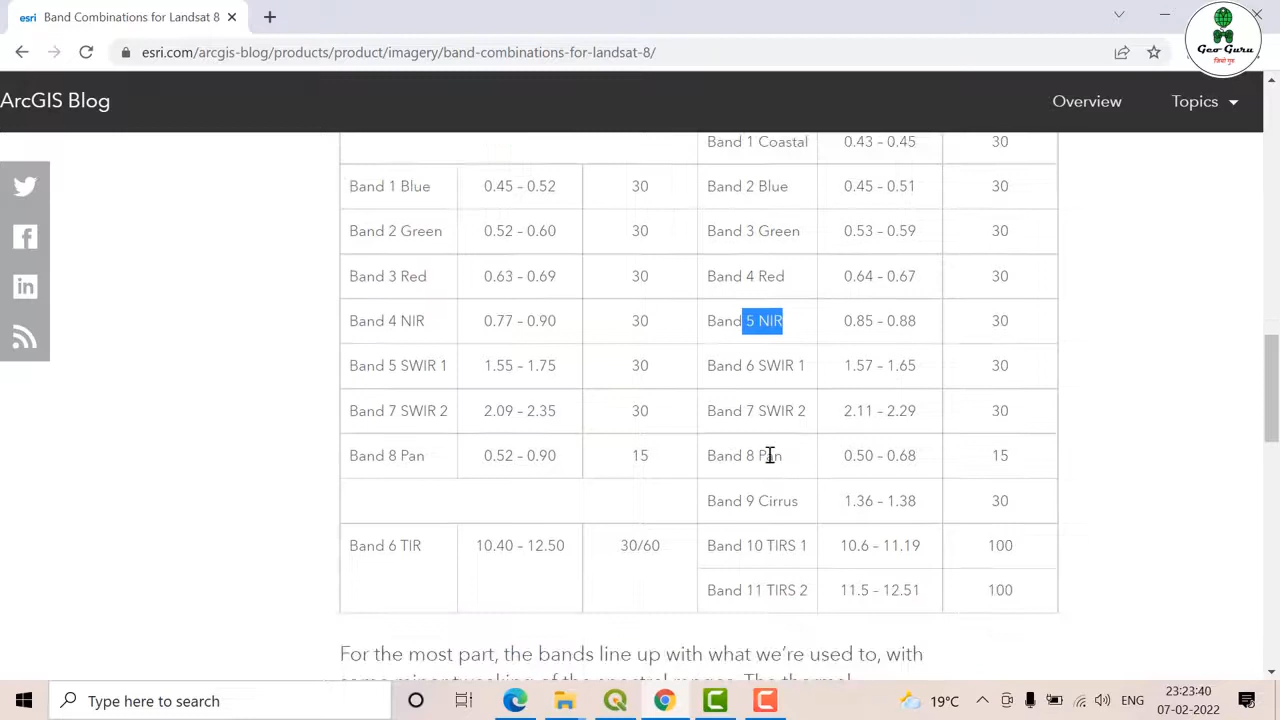 esri Band Combinations for Landsat 8
esri.com/arcgis-blog/products/product/imagery/band-combinations-for-landsat-8/
Geo Guru
जियो गुरु
ArcGIS Blog Overview Topics
Band 1 Coastal 0.43 – 0.45 30
Band 1 Blue 0.45 – 0.52 30 Band 2 Blue 0.45 – 0.51 30
Band 2 Green 0.52 – 0.60 30 Band 3 Green 0.53 – 0.59 30
Band 3 Red 0.63 – 0.69 30 Band 4 Red 0.64 – 0.67 30
Band 4 NIR 0.77 – 0.90 30 Band 5 NIR 0.85 – 0.88 30
Band 5 SWIR 1 1.55 – 1.75 30 Band 6 SWIR 1 1.57 – 1.65 30
Band 7 SWIR 2 2.09 – 2.35 30 Band 7 SWIR 2 2.11 – 2.29 30
Band 8 Pan 0.52 – 0.90 15 Band 8 Pan 0.50 – 0.68 15
Band 9 Cirrus 1.36 – 1.38 30
Band 6 TIR 10.40 – 12.50 30/60 Band 10 TIRS 1 10.6 – 11.19 100
Band 11 TIRS 2 11.5 – 12.51 100
For the most part, the bands line up with what we're used to, with
Type here to search 19°C ENG 23:23:40
07-02-2022